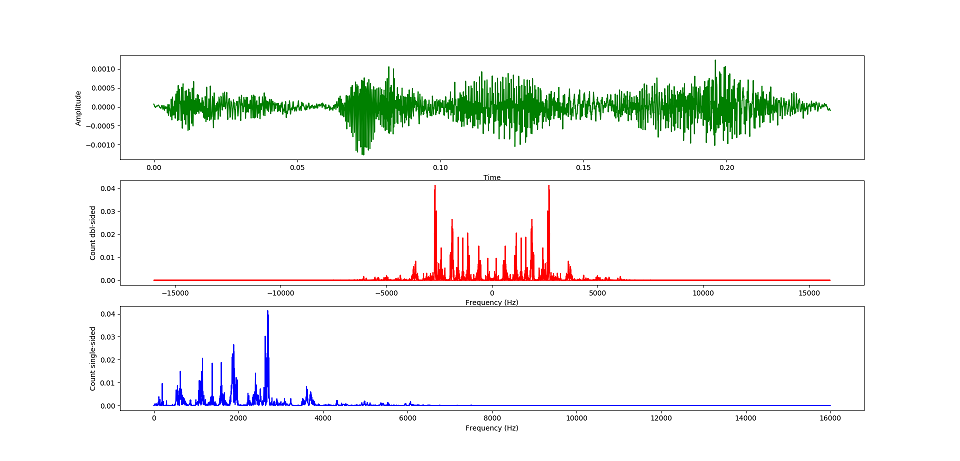 Amplitude
0.0010
0.0005
0.0000
−0.0005
−0.0010
0.00 0.05 0.10 0.15 0.20
Time
Count dbl-sided
0.04
0.03
0.02
0.01
0.00
−15000 −10000 −5000 0 5000 10000 15000
Frequency (Hz)
Count single-sided
0.04
0.03
0.02
0.01
0.00
0 2000 4000 6000 8000 10000 12000 14000 16000
Frequency (Hz)